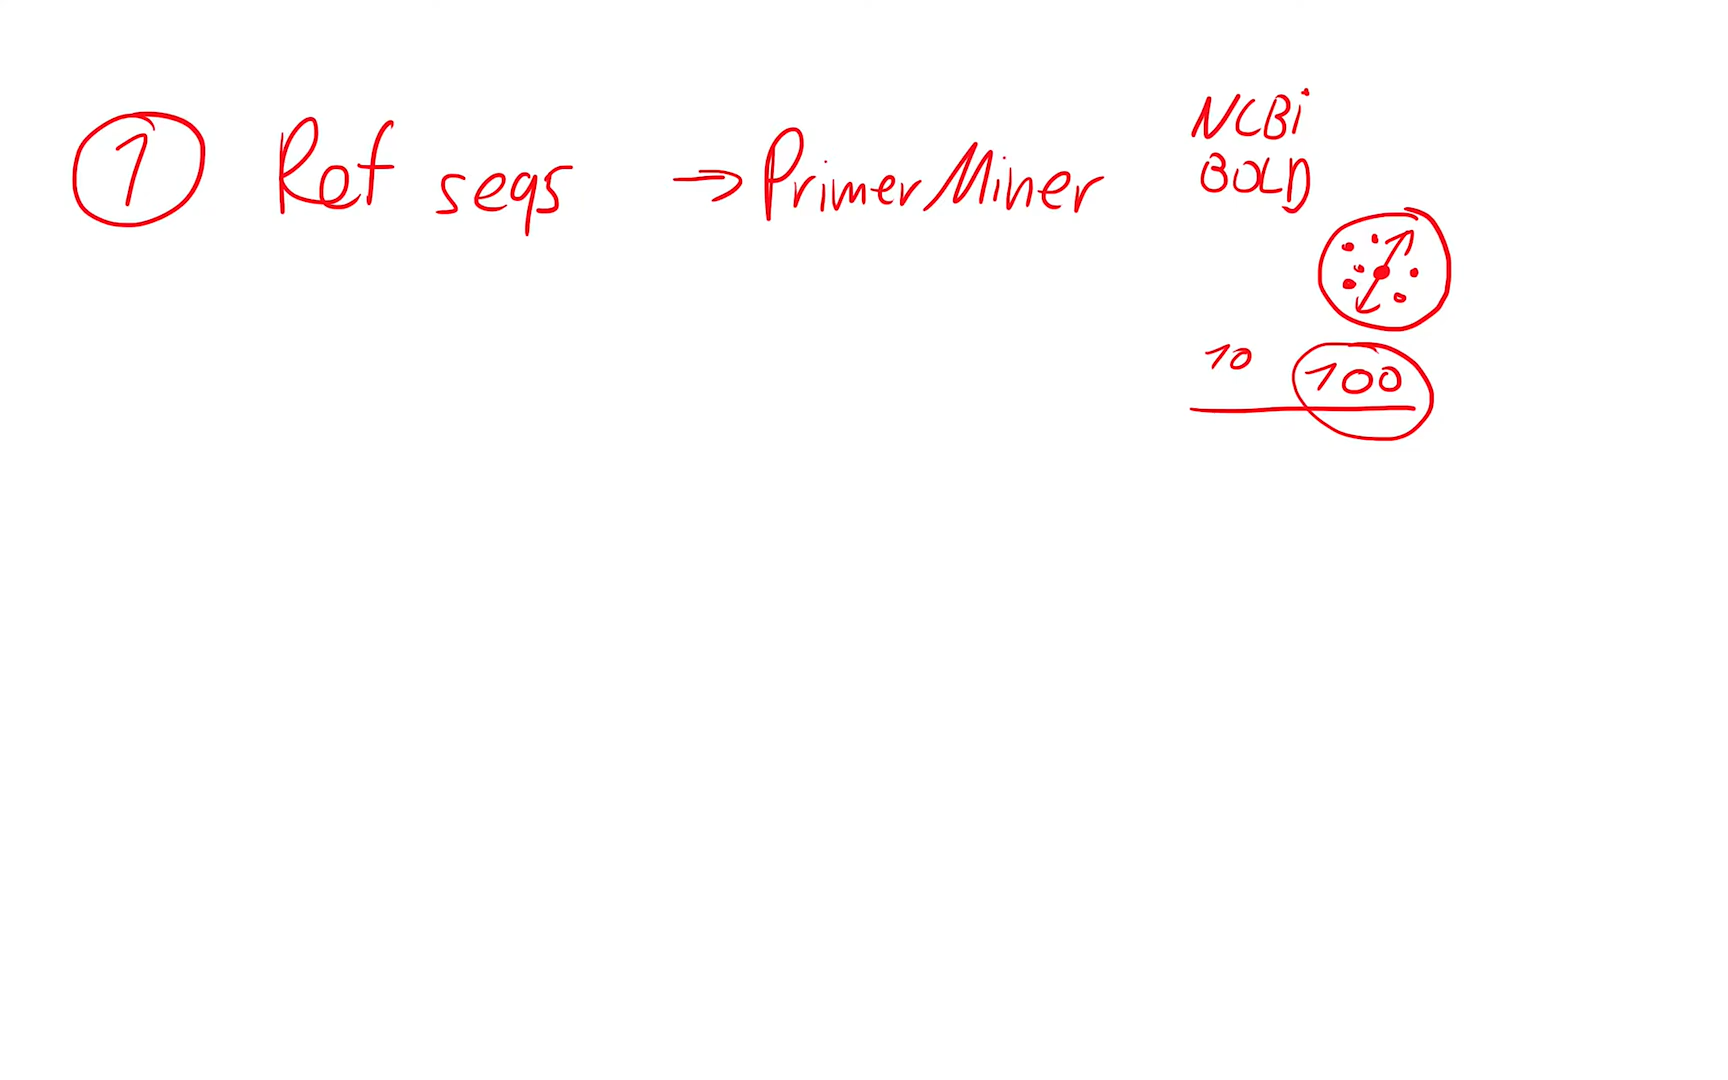 1 Ref seqs → PrimerMiner
NCBi
BOLD
10 100